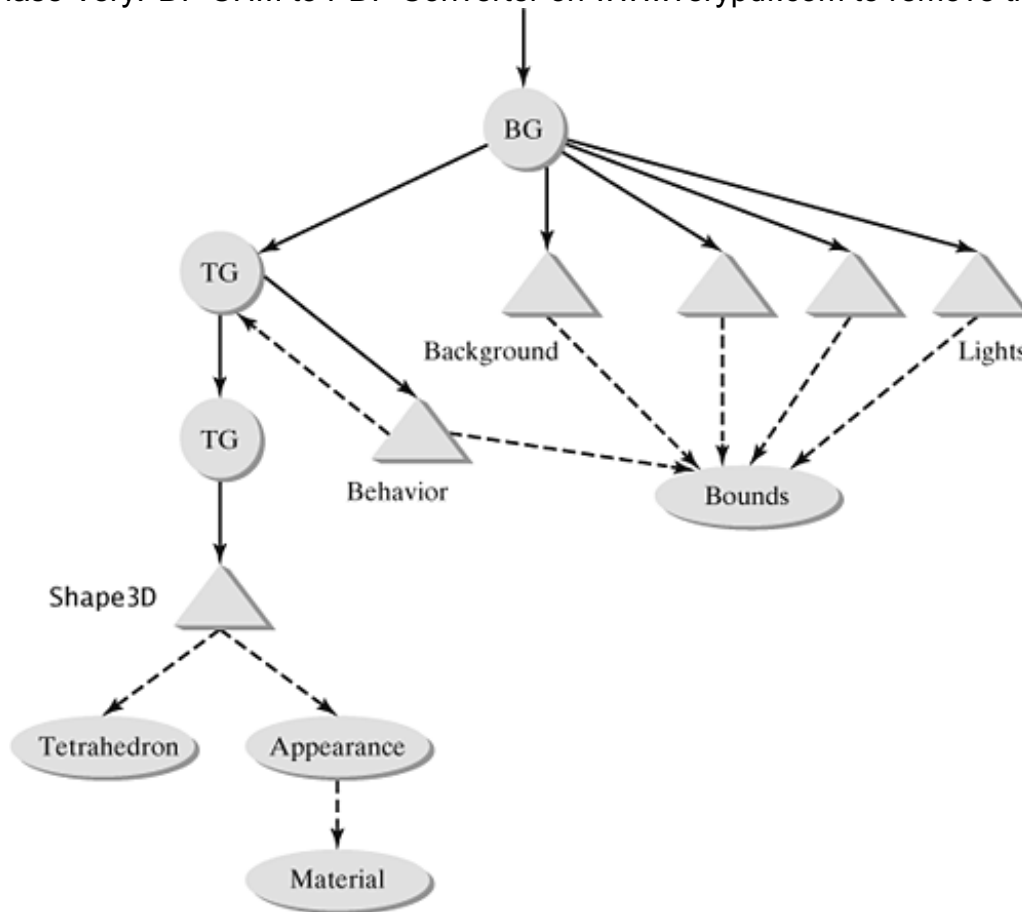 BG
TG
Background
Lights
TG
Behavior
Bounds
Shape3D
Tetrahedron
Appearance
Material